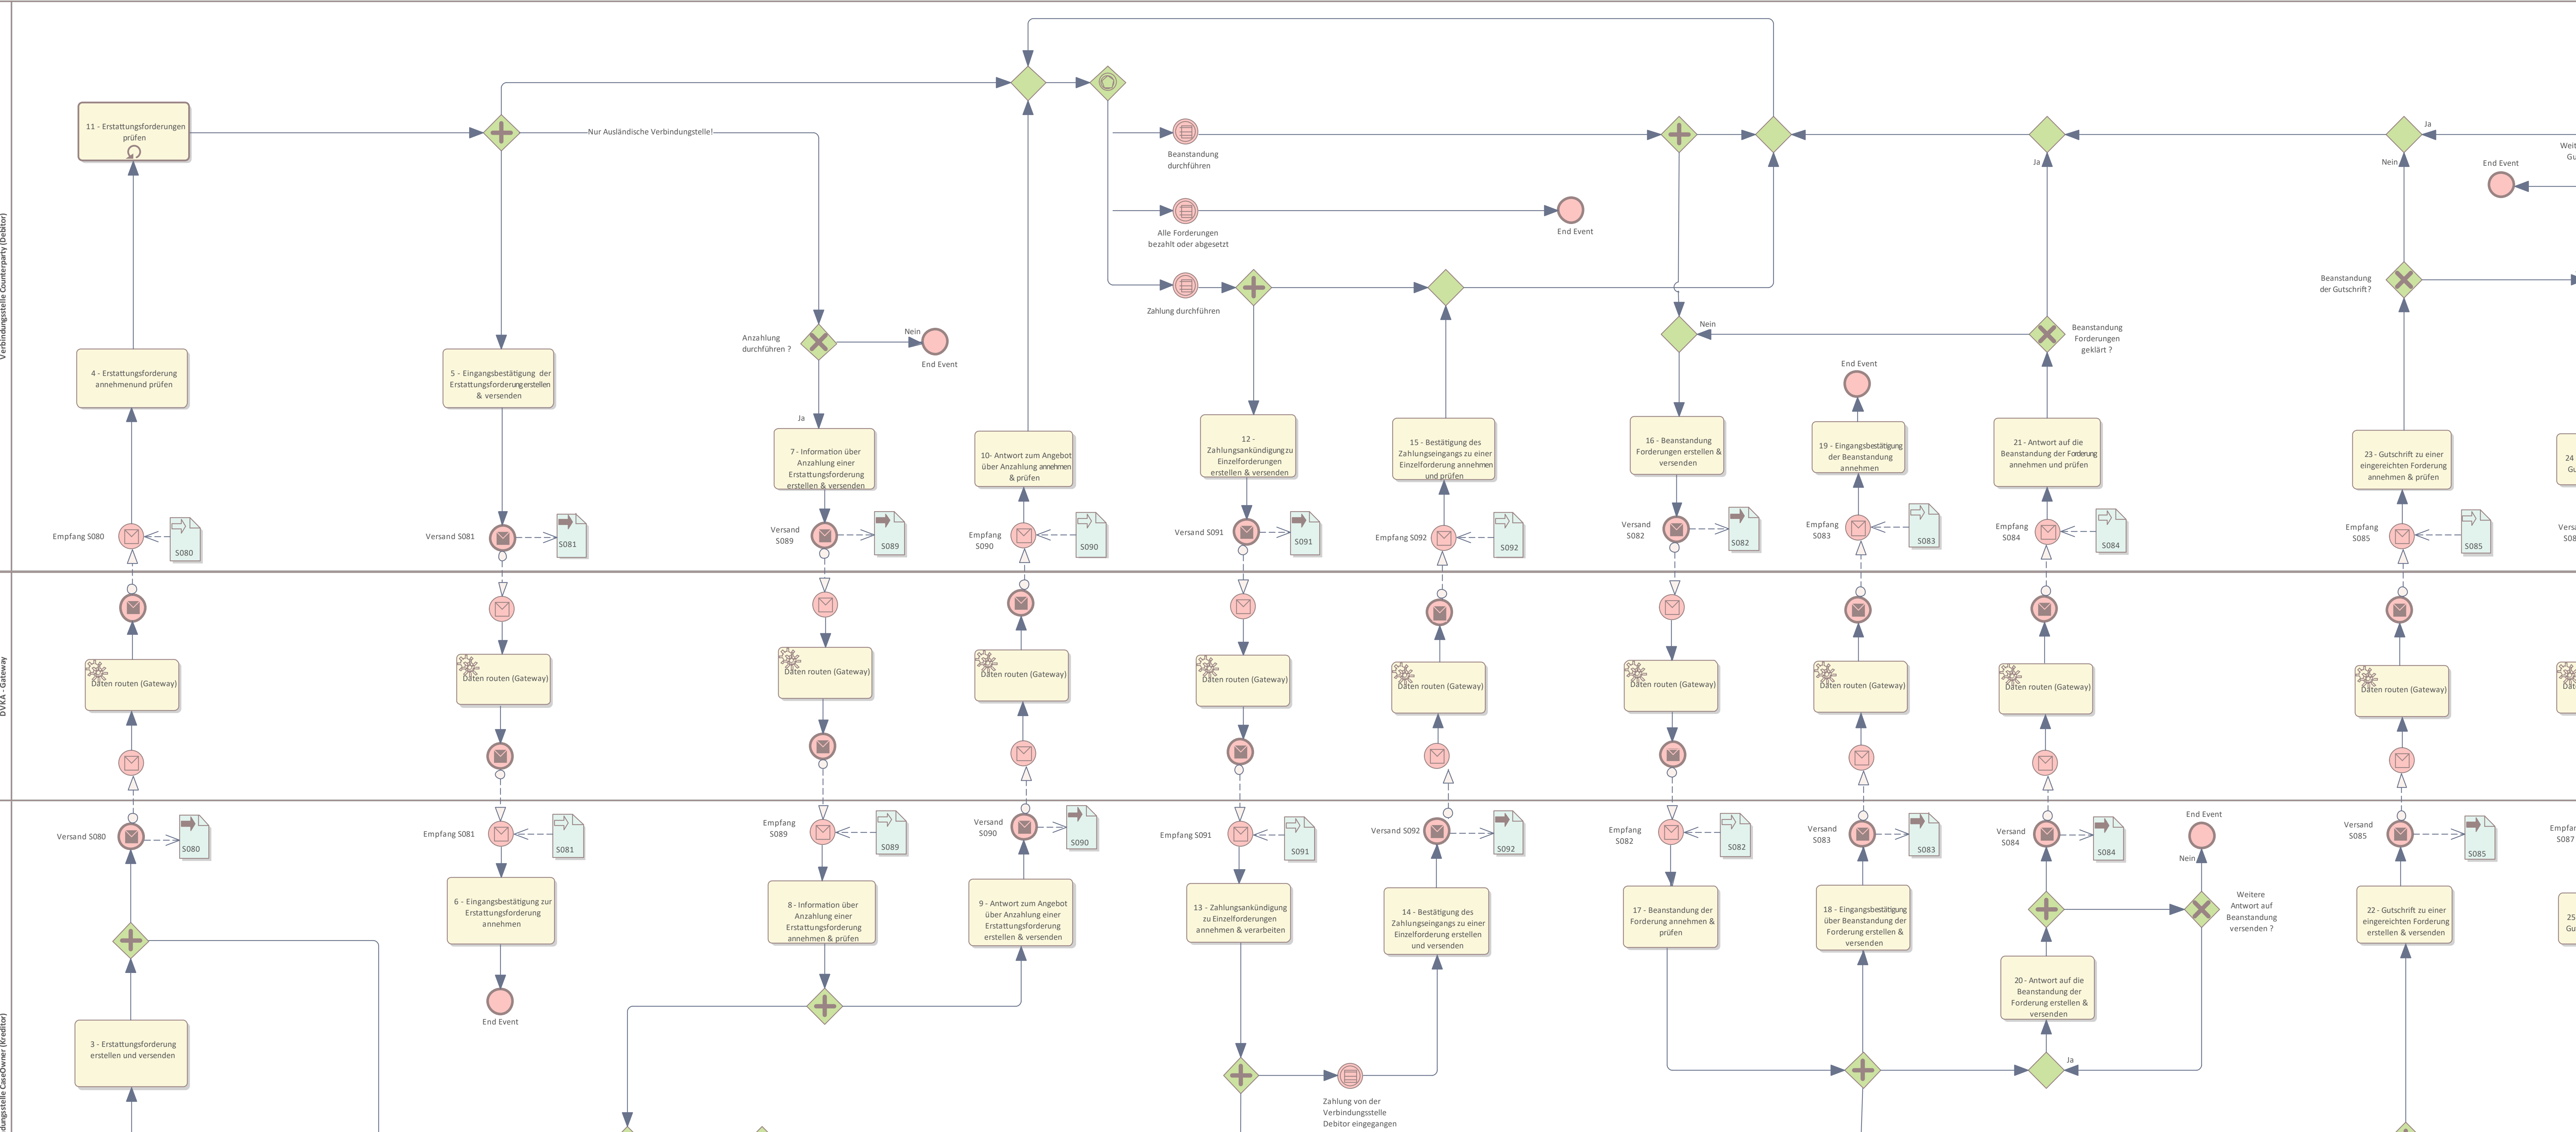 Verbindungsstelle Counterparty (Debitor)
11 - Erstattungsforderungen
prüfen
Nur Ausländische Verbindungstelle!
Beanstandung
durchführen
Alle Forderungen
bezahlt oder abgesetzt
End Event
Zahlung durchführen
Ja
Ja
Nein
End Event
Beanstandung
der Gutschrift?
Anzahlung
durchführen ?
Nein
End Event
Ja
Nein
Beanstandung
Forderungen
geklärt ?
End Event
4 - Erstattungsforderung
annehmenund prüfen
5 - Eingangsbestätigung der
Erstattungsforderung erstellen
& versenden
7 - Information über
Anzahlung einer
Erstattungsforderung
erstellen & versenden
10- Antwort zum Angebot
über Anzahlung annehmen
& prüfen
12 -
Zahlungsankündigung zu
Einzelforderungen
erstellen & versenden
15 - Bestätigung des
Zahlungseingangs zu einer
Einzelforderung annehmen
und prüfen
16 - Beanstandung
Forderungen erstellen &
versenden
19 - Eingangsbestätigung
der Beanstandung
annehmen
21 - Antwort auf die
Beanstandung der Forderung
annehmen und prüfen
23 - Gutschrift zu einer
eingereichten Forderung
annehmen & prüfen
24
Empfang S080
S080
Versand S081
S081
Versand
S089
S089
Empfang
S090
S090
Versand S091
S091
Empfang S092
S092
Versand
S082
S082
Empfang
S083
S083
Empfang
S084
S084
Empfang
S085
S085
DVKA - Gateway
Daten routen (Gateway)
Daten routen (Gateway)
Daten routen (Gateway)
Daten routen (Gateway)
Daten routen (Gateway)
Daten routen (Gateway)
Daten routen (Gateway)
Daten routen (Gateway)
Daten routen (Gateway)
Daten routen (Gateway)
CaseOwner (Kreditor)
Versand S080
S080
Empfang S081
S081
Empfang
S089
S089
Versand
S090
S090
Empfang S091
S091
Versand S092
S092
Empfang
S082
S082
Versand
S083
S083
Versand
S084
S084
End Event
Nein
Versand
S085
S085
S087
6 - Eingangsbestätigung zur
Erstattungsforderung
annehmen
End Event
8 - Information über
Anzahlung einer
Erstattungsforderung
annehmen & prüfen
9 - Antwort zum Angebot
über Anzahlung einer
Erstattungsforderung
erstellen & versenden
13 - Zahlungsankündigung
zu Einzelforderungen
annehmen & verarbeiten
14 - Bestätigung des
Zahlungseingangs zu einer
Einzelforderung erstellen
und versenden
17 - Beanstandung der
Forderung annehmen &
prüfen
18 - Eingangsbestätigung
über Beanstandung der
Forderung erstellen &
versenden
Weitere
Antwort auf
Beanstandung
versenden ?
22 - Gutschrift zu einer
eingereichten Forderung
erstellen & versenden
25
20 - Antwort auf die
Beanstandung der
Forderung erstellen &
versenden
3 - Erstattungsforderung
erstellen und versenden
Ja
Zahlung von der
Verbindungsstelle
Debitor eingegangen